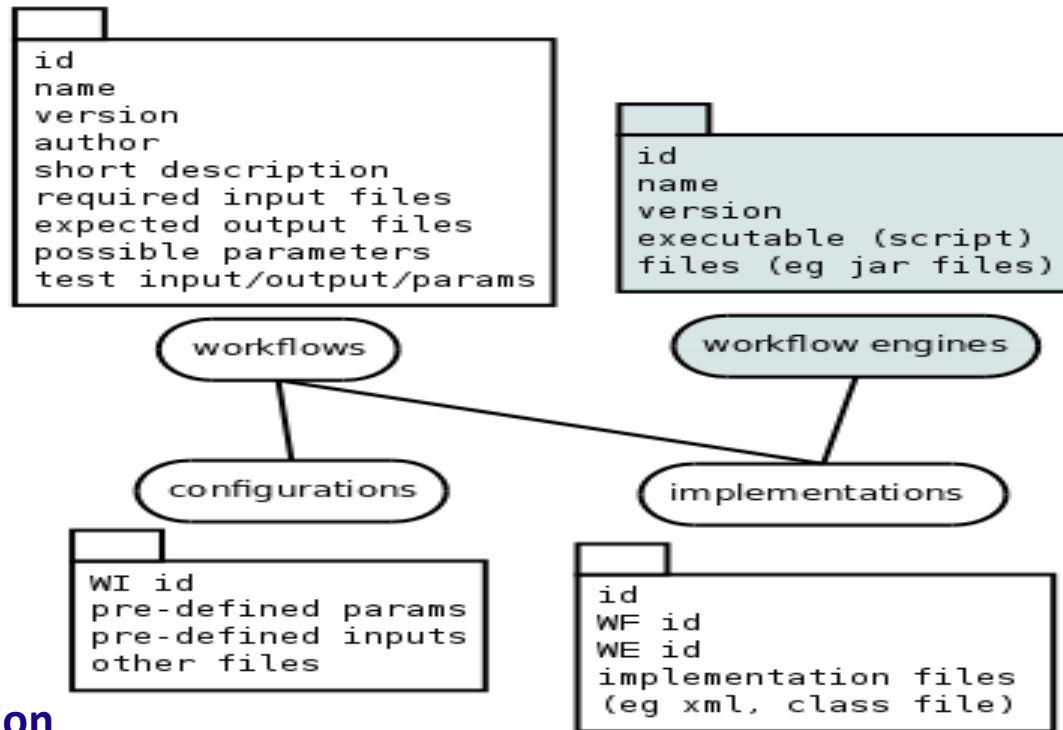 id
name
version
author
short description
required input files
expected output files
possible parameters
test input/output/params
id
name
version
executable (script)
files (eg jar files)
workflows
workflow engines
configurations
implementations
WI id
pre-defined params
pre-defined inputs
other files
id
WF id
WE id
implementation files
(eg xml, class file)